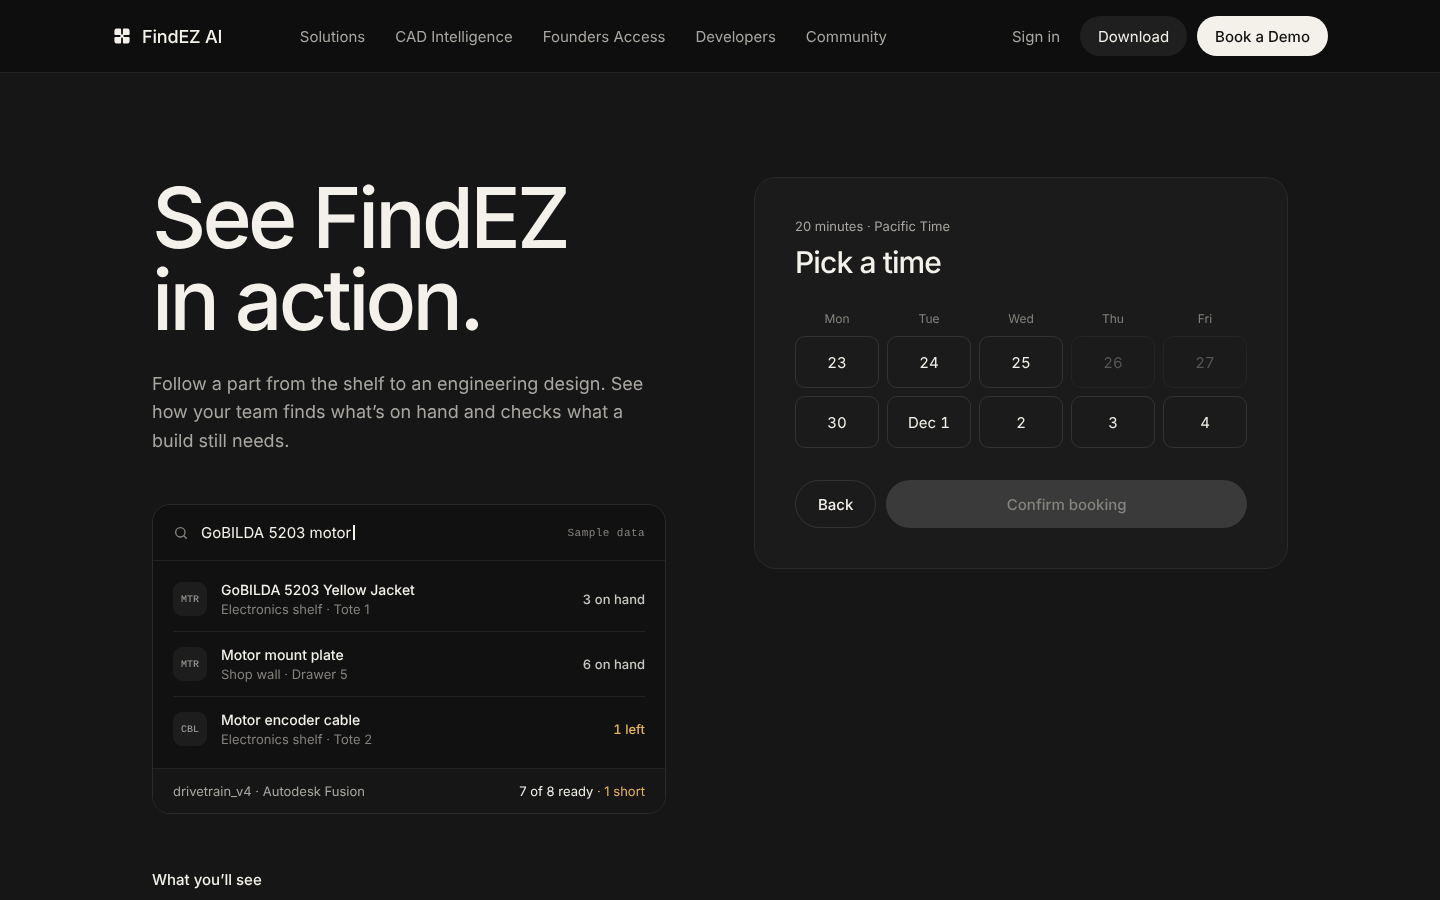 FindEZ AI
Solutions
CAD Intelligence
Founders Access
Developers
Community
Sign in
Download
Book a Demo
See FindEZ
in action.
Follow a part from the shelf to an engineering design. See
how your team finds what’s on hand and checks what a
build still needs.
GoBILDA 5203 motor
Sample data
MTR
GoBILDA 5203 Yellow Jacket
Electronics shelf · Tote 1
3 on hand
MTR
Motor mount plate
Shop wall · Drawer 5
6 on hand
CBL
Motor encoder cable
Electronics shelf · Tote 2
1 left
drivetrain_v4 · Autodesk Fusion
7 of 8 ready · 1 short
What you’ll see
20 minutes · Pacific Time
Pick a time
Mon Tue Wed Thu Fri
23 24 25 26 27
30 Dec 1 2 3 4
Back
Confirm booking